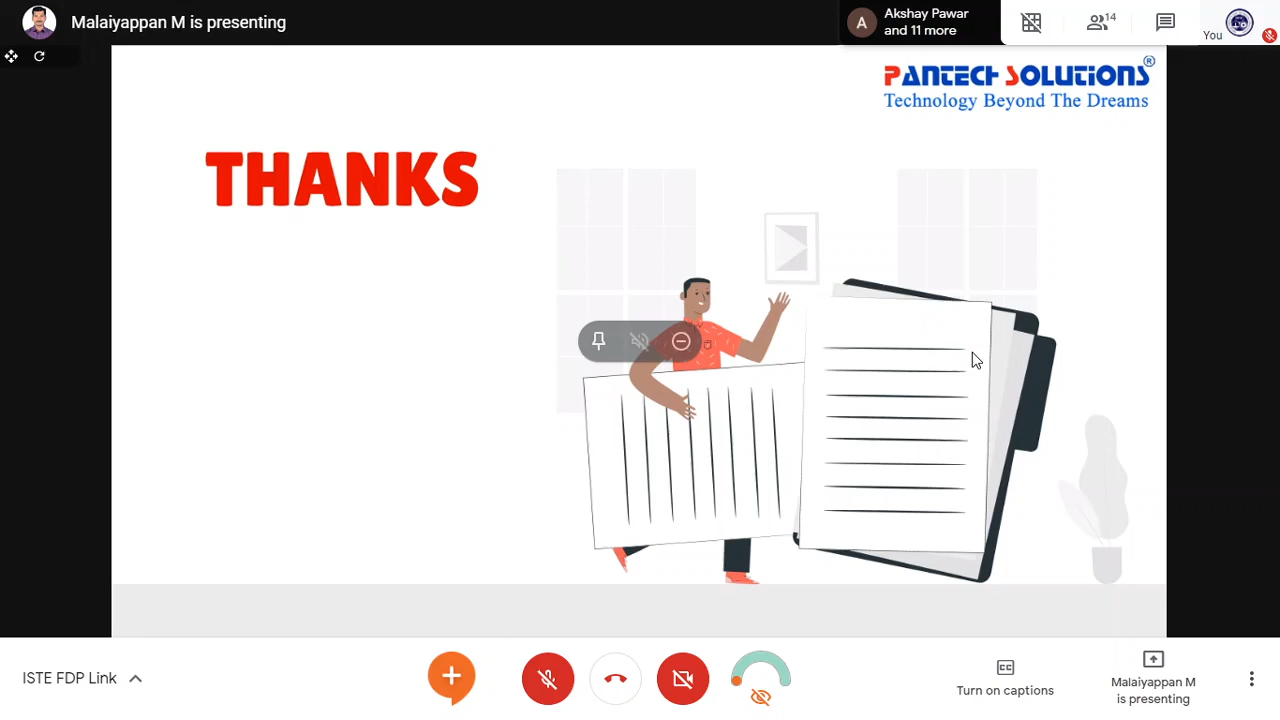 Malaiyappan M is presenting
A
Akshay Pawar
and 11 more
14
You
PANTECH SOLUTIONS®
Technology Beyond The Dreams
THANKS
ISTE FDP Link
CC
Turn on captions
Malaiyappan M
is presenting